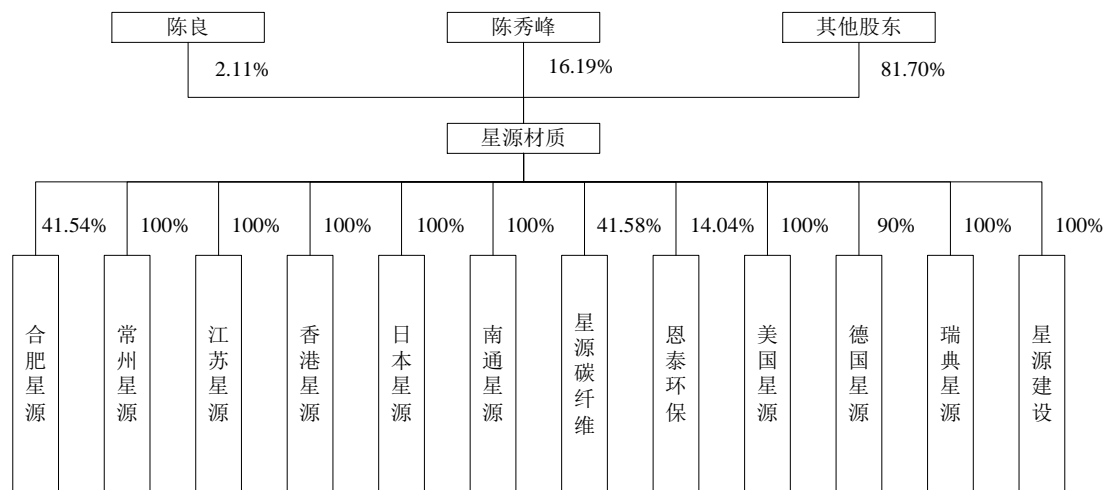 陈良
陈秀峰
其他股东
2.11%
16.19%
81.70%
星源材质
41.54%
100%
100%
100%
100%
100%
41.58%
14.04%
100%
90%
100%
100%
合肥星源
常州星源
江苏星源
香港星源
日本星源
南通星源
星源碳纤维
恩泰环保
美国星源
德国星源
瑞典星源
星源建设